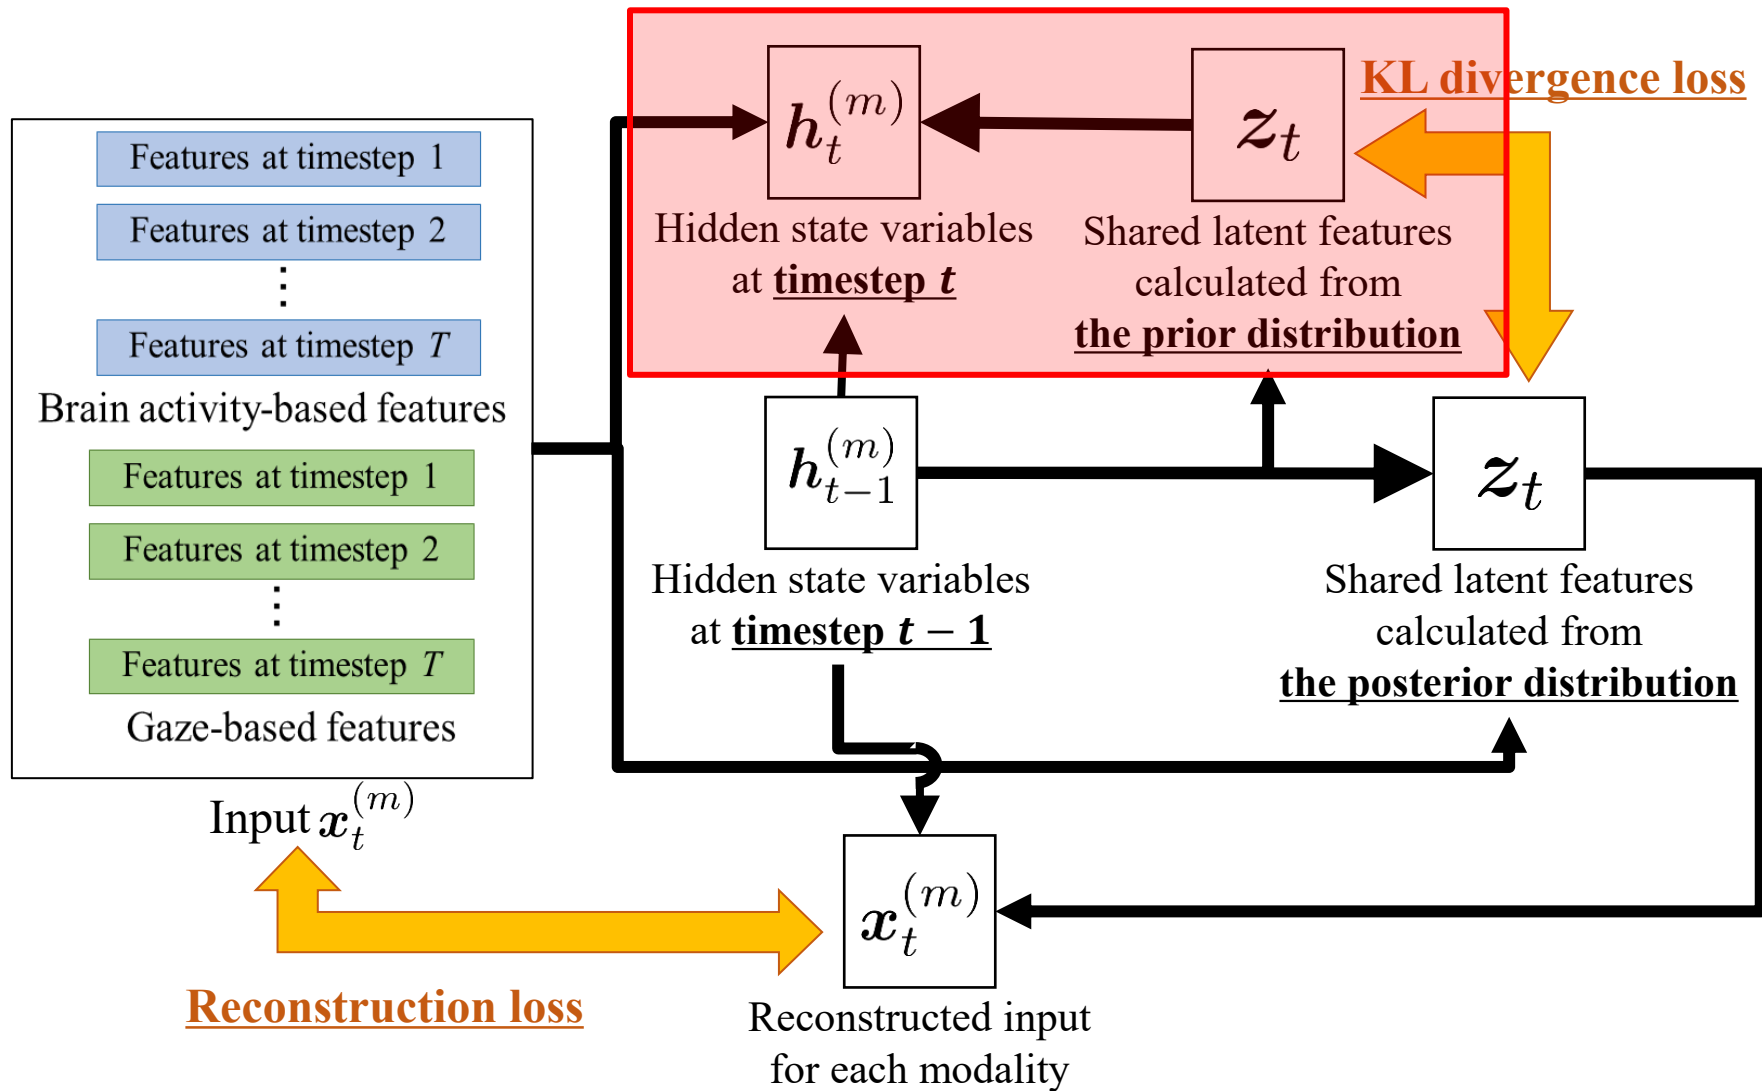 Features at timestep 1
Features at timestep 2
⋮
Features at timestep T
Brain activity-based features
Features at timestep 1
Features at timestep 2
⋮
Features at timestep T
Gaze-based features
Input x_t^{(m)}
Reconstruction loss
h_t^{(m)}
Hidden state variables
at timestep t
z_t
Shared latent features
calculated from
the prior distribution
KL divergence loss
h_{t-1}^{(m)}
Hidden state variables
at timestep t − 1
z_t
Shared latent features
calculated from
the posterior distribution
x_t^{(m)}
Reconstructed input
for each modality